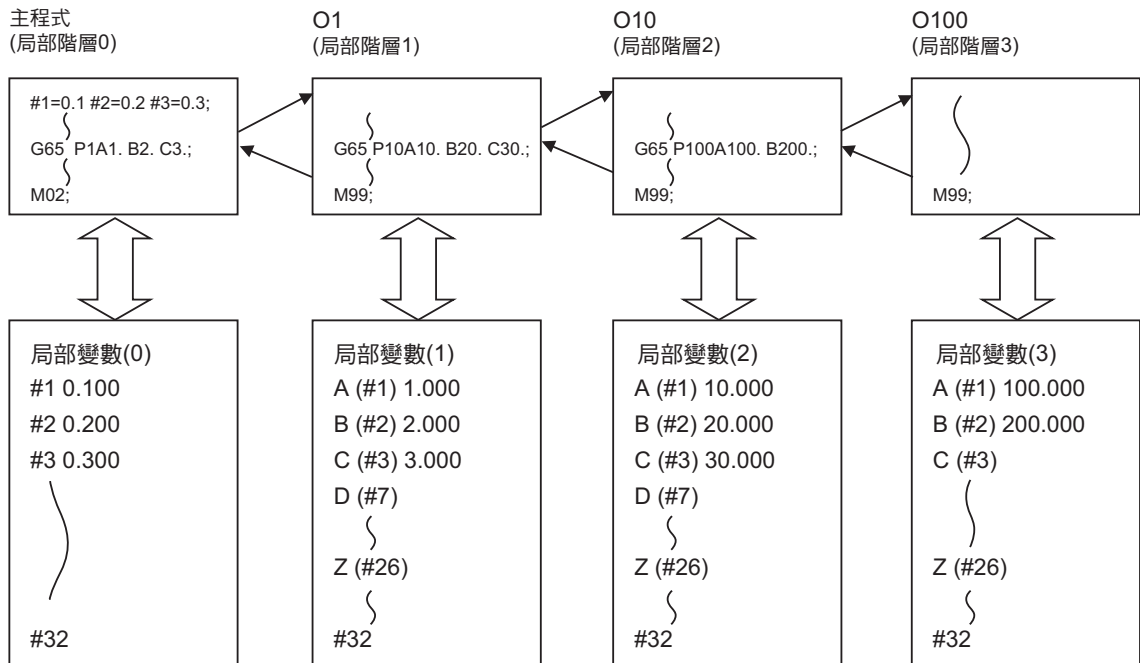 主程式
(局部階層0)
O1
(局部階層1)
O10
(局部階層2)
O100
(局部階層3)
#1=0.1 #2=0.2 #3=0.3;
G65 P1A1. B2. C3.;
M02;
G65 P10A10. B20. C30.;
M99;
G65 P100A100. B200.;
M99;
M99;
局部變數(0)
#1 0.100
#2 0.200
#3 0.300
#32
局部變數(1)
A (#1) 1.000
B (#2) 2.000
C (#3) 3.000
D (#7)
Z (#26)
#32
局部變數(2)
A (#1) 10.000
B (#2) 20.000
C (#3) 30.000
D (#7)
Z (#26)
#32
局部變數(3)
A (#1) 100.000
B (#2) 200.000
C (#3)
Z (#26)
#32